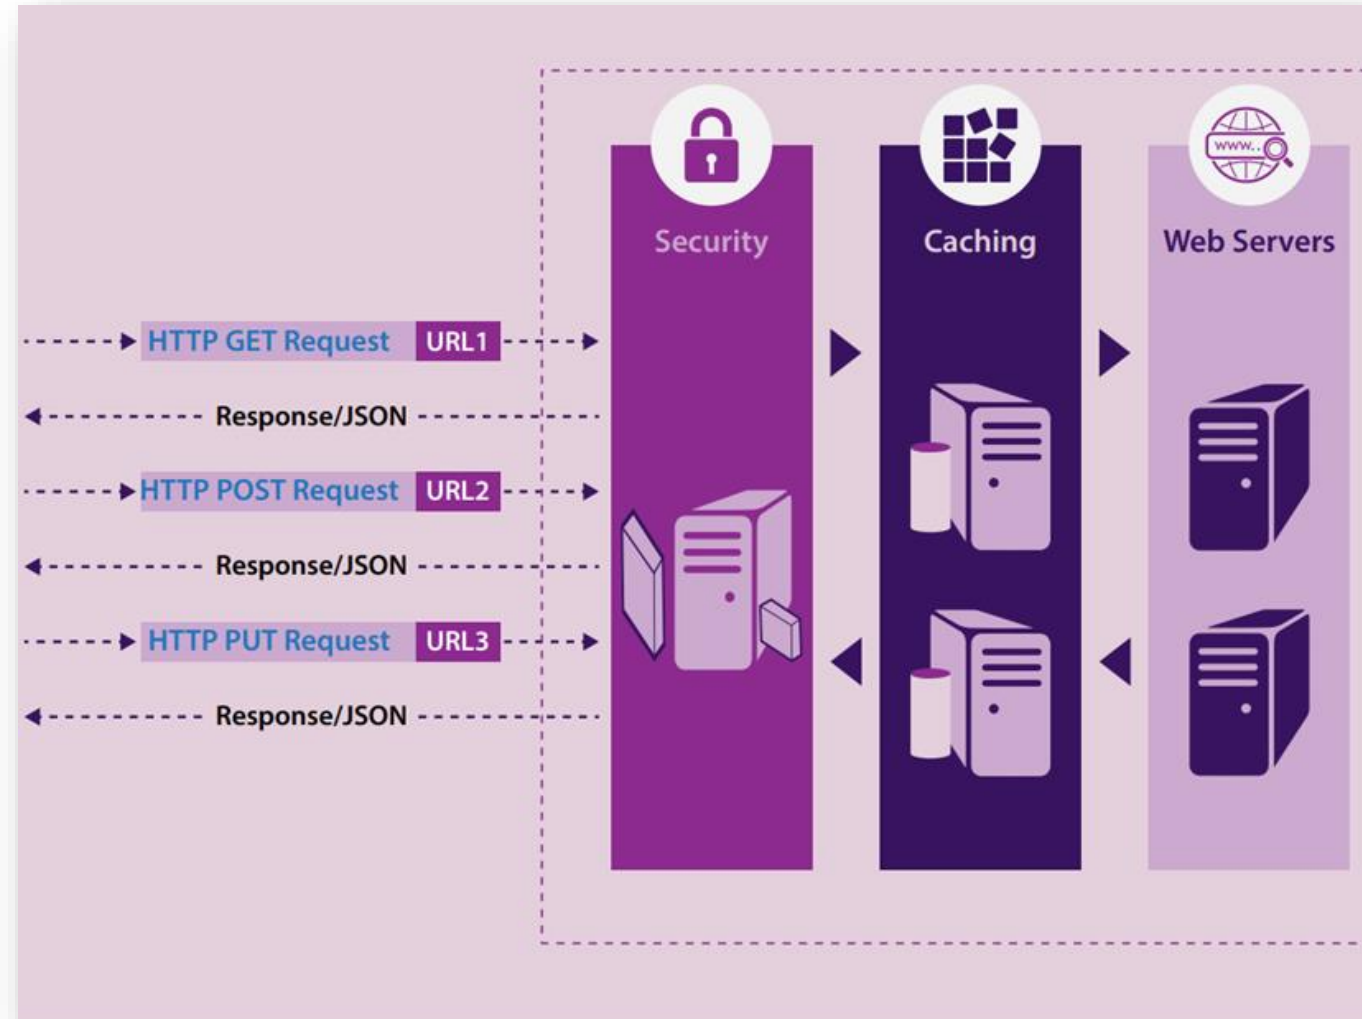 Security
Caching
www..
Web Servers
HTTP GET Request URL1
Response/JSON
HTTP POST Request URL2
Response/JSON
HTTP PUT Request URL3
Response/JSON